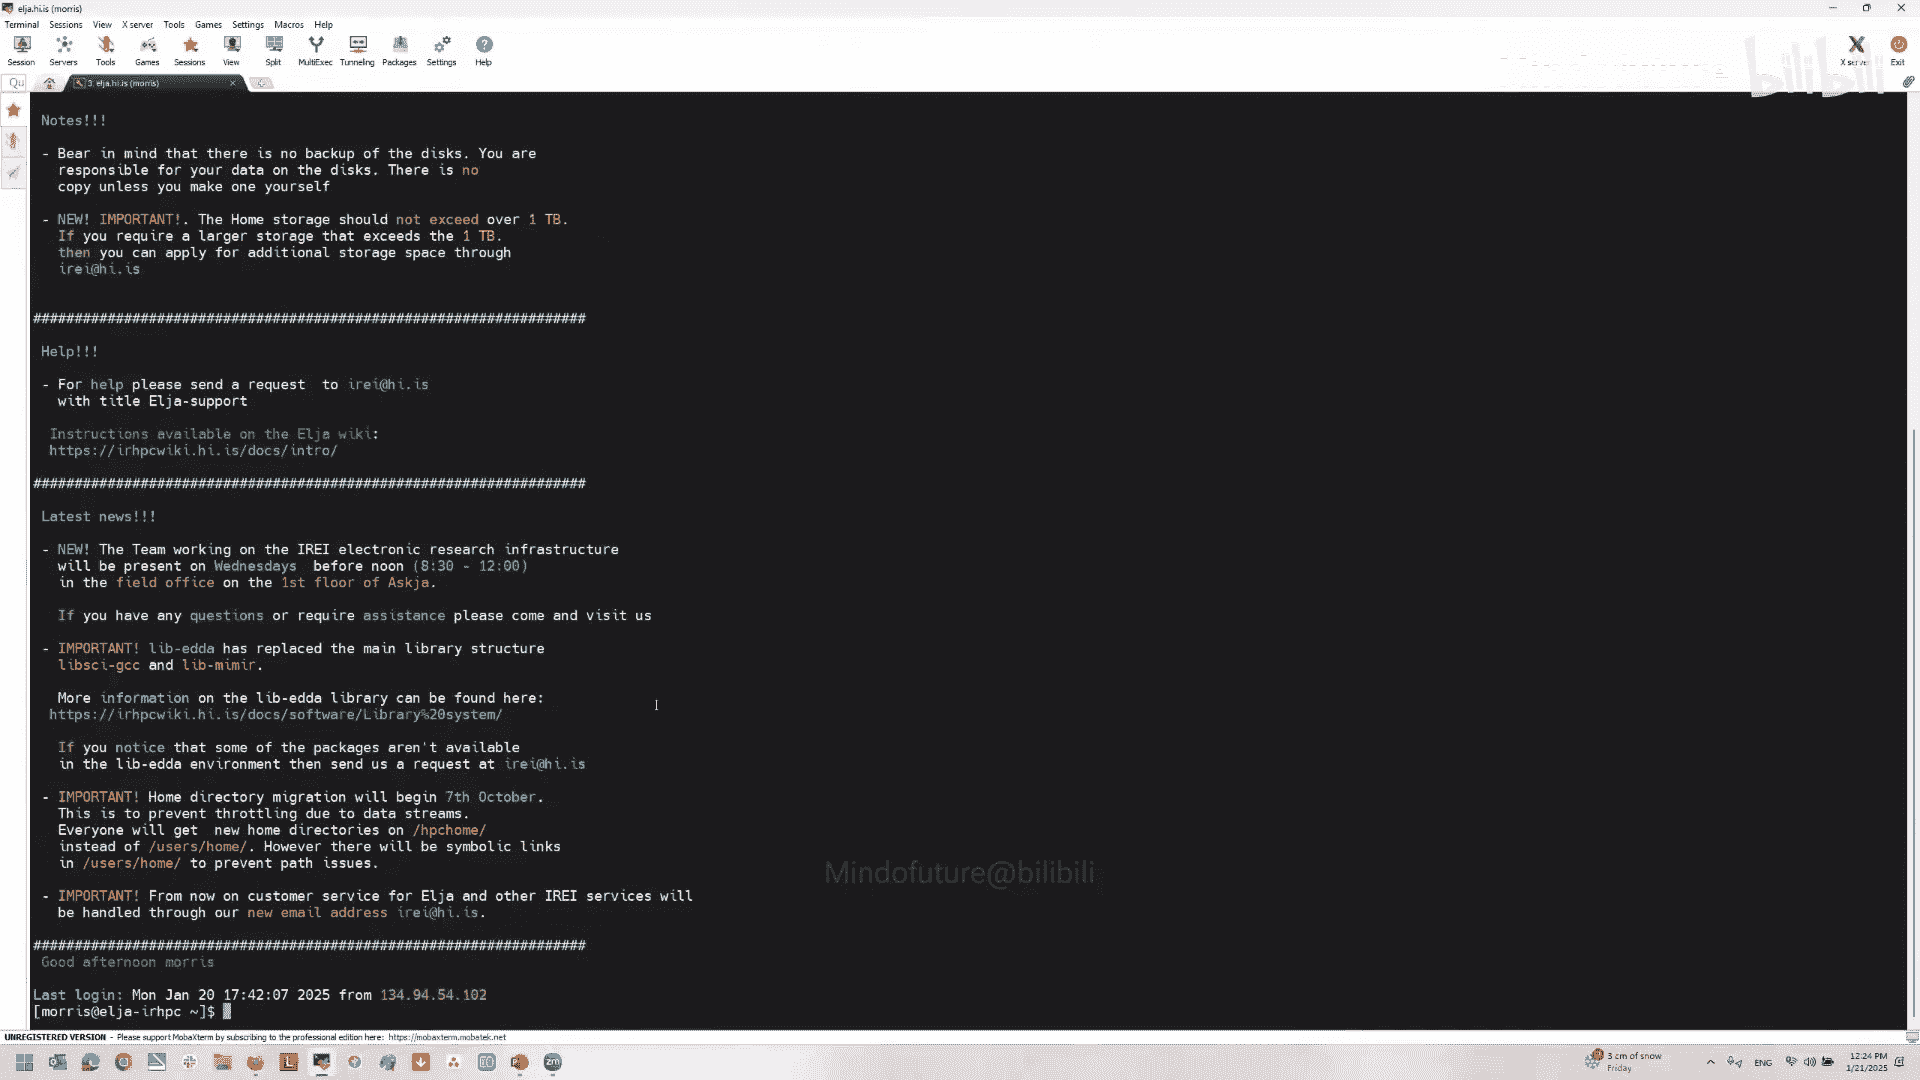 elja.hi.is (morris)
Terminal Sessions View X server Tools Games Settings Macros Help
Session Servers Tools Games Sessions View Split MultiExec Tunneling Packages Settings Help
X server Exit
bilibili
Qu
3. elja.hi.is (morris)
Notes!!!
- Bear in mind that there is no backup of the disks. You are
responsible for your data on the disks. There is no
copy unless you make one yourself
- NEW! IMPORTANT!. The Home storage should not exceed over 1 TB.
If you require a larger storage that exceeds the 1 TB.
then you can apply for additional storage space through
irei@hi.is
###################################################################
Help!!!
- For help please send a request  to irei@hi.is
with title Elja-support
Instructions available on the Elja wiki:
https://irhpcwiki.hi.is/docs/intro/
###################################################################
Latest news!!!
- NEW! The Team working on the IREI electronic research infrastructure
will be present on Wednesdays  before noon (8:30 - 12:00)
in the field office on the 1st floor of Askja.
If you have any questions or require assistance please come and visit us
- IMPORTANT! lib-edda has replaced the main library structure
libsci-gcc and lib-mimir.
More information on the lib-edda library can be found here:
https://irhpcwiki.hi.is/docs/software/Library%20system/
If you notice that some of the packages aren't available
in the lib-edda environment then send us a request at irei@hi.is
- IMPORTANT! Home directory migration will begin 7th October.
This is to prevent throttling due to data streams.
Everyone will get  new home directories on /hpchome/
instead of /users/home/. However there will be symbolic links
in /users/home/ to prevent path issues.
Mindofuture@bilibili
- IMPORTANT! From now on customer service for Elja and other IREI services will
be handled through our new email address irei@hi.is.
###################################################################
Good afternoon morris
Last login: Mon Jan 20 17:42:07 2025 from 134.94.54.102
[morris@elja-irhpc ~]$
UNREGISTERED VERSION - Please support MobaXterm by subscribing to the professional edition here: https://mobaxterm.mobatek.net
3 cm of snow
Friday
ENG
12:24 PM
1/21/2025